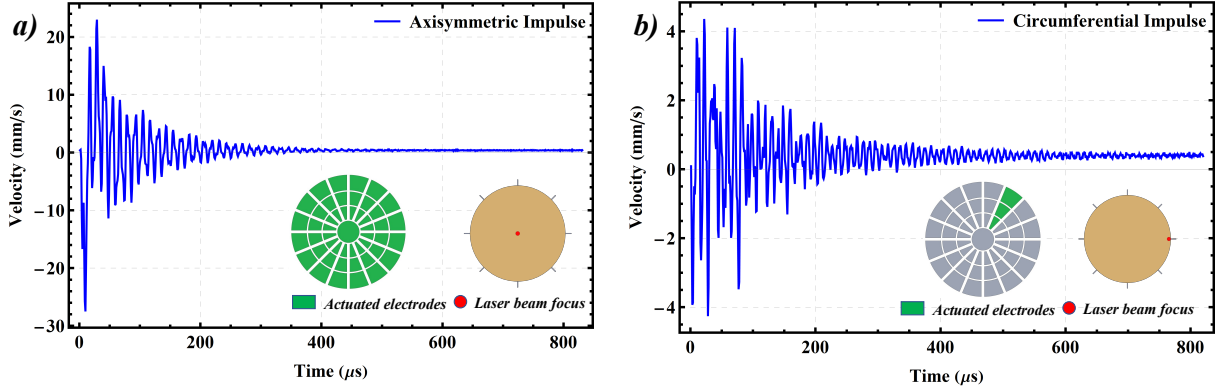 a)
Axisymmetric Impulse
20
10
0
−10
−20
−30
Velocity (mm/s)
Actuated electrodes
Laser beam focus
0 200 400 600 800
Time (μs)
b)
Circumferential Impulse
4
2
0
−2
−4
Velocity (mm/s)
Actuated electrodes
Laser beam focus
0 200 400 600 800
Time (μs)